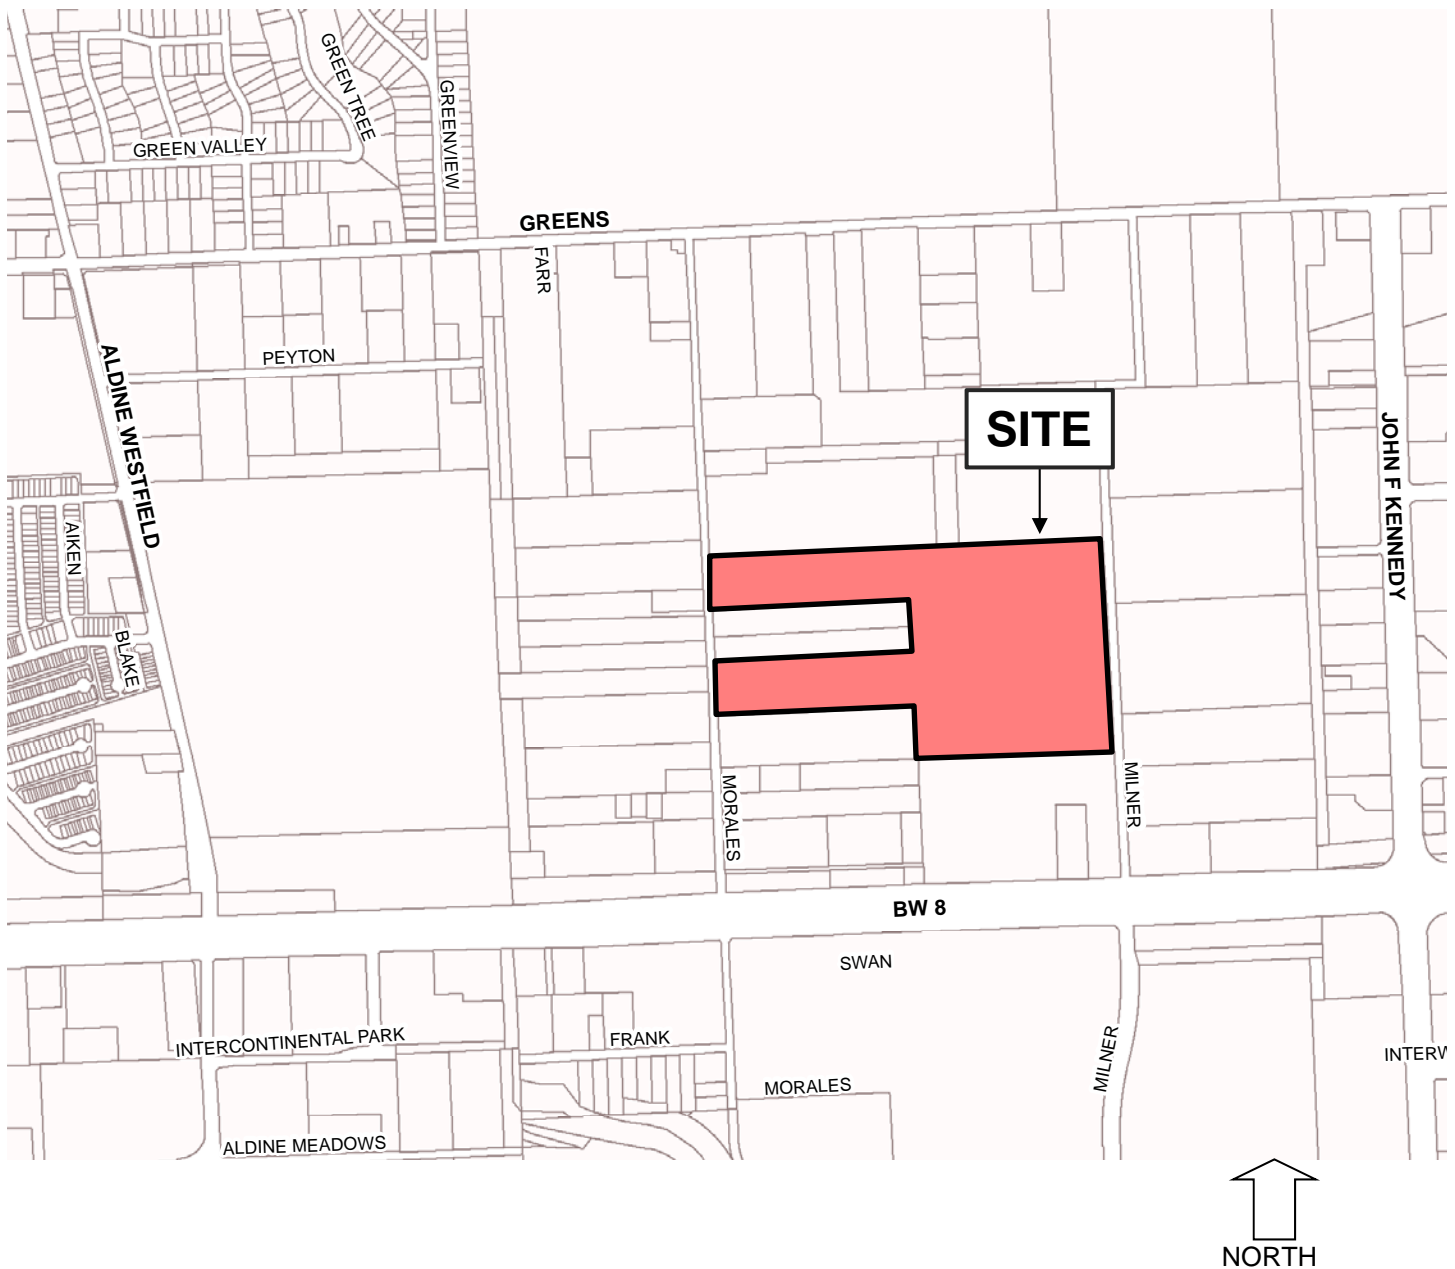 GREEN TREE
GREENVIEW
GREEN VALLEY
GREENS
FARR
PEYTON
ALDINE WESTFIELD
SITE
JOHN F KENNEDY
AIKEN
BLAKE
MORALES
MILNER
BW 8
SWAN
INTERCONTINENTAL PARK
FRANK
MILNER
INTERW
MORALES
ALDINE MEADOWS
NORTH